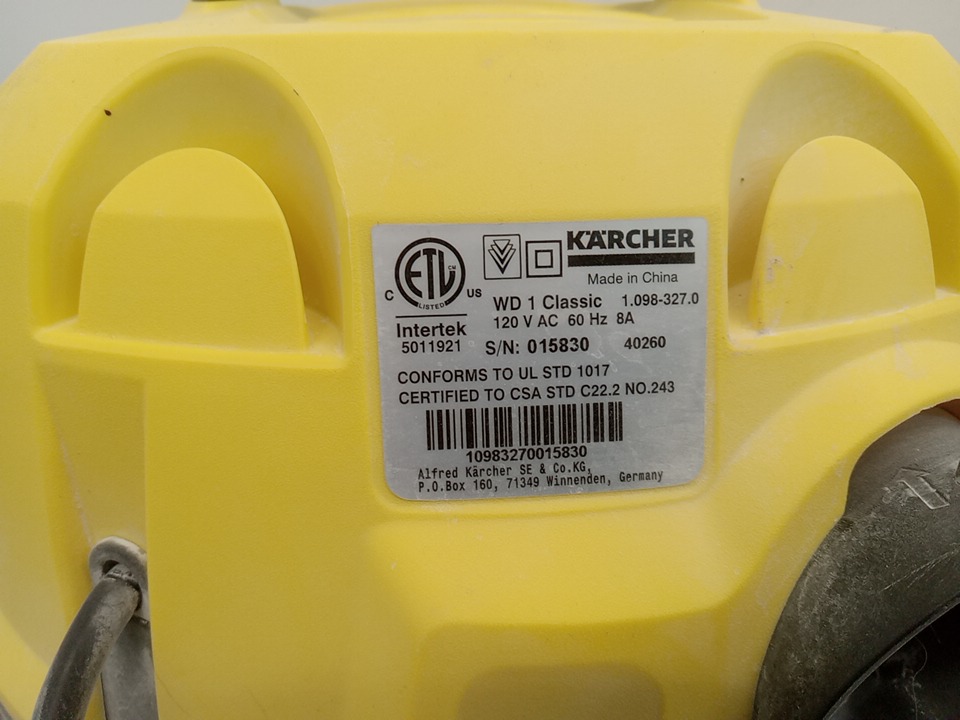 KÄRCHER
Made in China
ETL CM
LISTED
C US
Intertek
5011921
WD 1 Classic 1.098-327.0
120 V AC 60 Hz 8A
S/N: 015830 40260
CONFORMS TO UL STD 1017
CERTIFIED TO CSA STD C22.2 NO.243
10983270015830
Alfred Kärcher SE & Co.KG,
P.O.Box 160, 71349 Winnenden, Germany